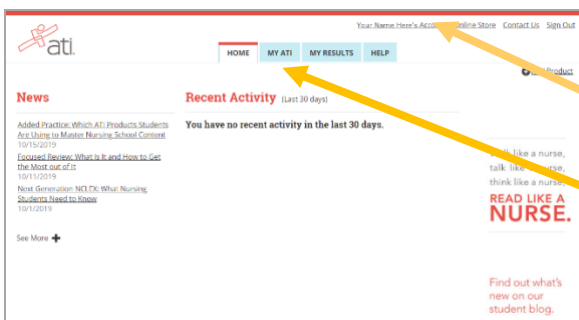 Your Name Here's Account Online Store Contact Us Sign Out
ati
HOME MY ATI MY RESULTS HELP
Product
News
Added Practice: Which ATI Products Students
Are Using to Master Nursing School Content
10/15/2019
Focused Review: What Is It and How to Get
the Most out of It
10/11/2019
Next Generation NCLEX: What Nursing
Students Need to Know
10/1/2019
See More
Recent Activity (Last 30 days)
You have no recent activity in the last 30 days.
like a nurse,
talk like a nurse,
think like a nurse,
READ LIKE A
NURSE.
Find out what's
new on our
student blog.